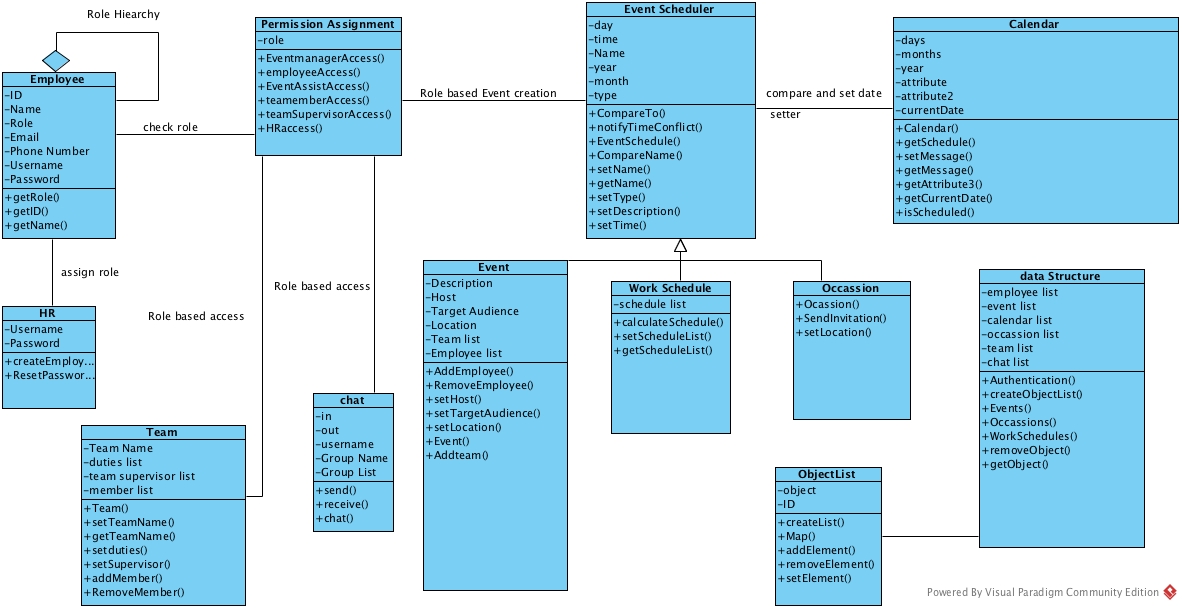 Role Hiearchy
Employee
-ID
-Name
-Role
-Email
-Phone Number
-Username
-Password
+getRole()
+getID()
+getName()
check role
assign role
HR
-Username
-Password
+createEmploy...
+ResetPasswor...
Permission Assignment
-role
+EventmanagerAccess()
+employeeAccess()
+EventAssistAccess()
+teamemberAccess()
+teamSupervisorAccess()
+HRaccess()
Role based Event creation
Role based access
Role based access
Team
-Team Name
-duties list
-team supervisor list
-member list
+Team()
+setTeamName()
+getTeamName()
+setduties()
+setSupervisor()
+addMember()
+RemoveMember()
chat
-in
-out
-username
-Group Name
-Group List
+send()
+receive()
+chat()
Event Scheduler
-day
-time
-Name
-year
-month
-type
+CompareTo()
+notifyTimeConflict()
+EventSchedule()
+CompareName()
+setName()
+getName()
+setType()
+setDescription()
+setTime()
compare and set date
setter
Calendar
-days
-months
-year
-attribute
-attribute2
-currentDate
+Calendar()
+getSchedule()
+setMessage()
+getMessage()
+getAttribute3()
+getCurrentDate()
+isScheduled()
Event
-Description
-Host
-Target Audience
-Location
-Team list
-Employee list
+AddEmployee()
+RemoveEmployee()
+setHost()
+setTargetAudience()
+setLocation()
+Event()
+Addteam()
Work Schedule
-schedule list
+calculateSchedule()
+setScheduleList()
+getScheduleList()
Occassion
+Ocassion()
+SendInvitation()
+setLocation()
data Structure
-employee list
-event list
-calendar list
-occassion list
-team list
-chat list
+Authentication()
+createObjectList()
+Events()
+Occassions()
+WorkSchedules()
+removeObject()
+getObject()
ObjectList
-object
-ID
+createList()
+Map()
+addElement()
+removeElement()
+setElement()
Powered By Visual Paradigm Community Edition